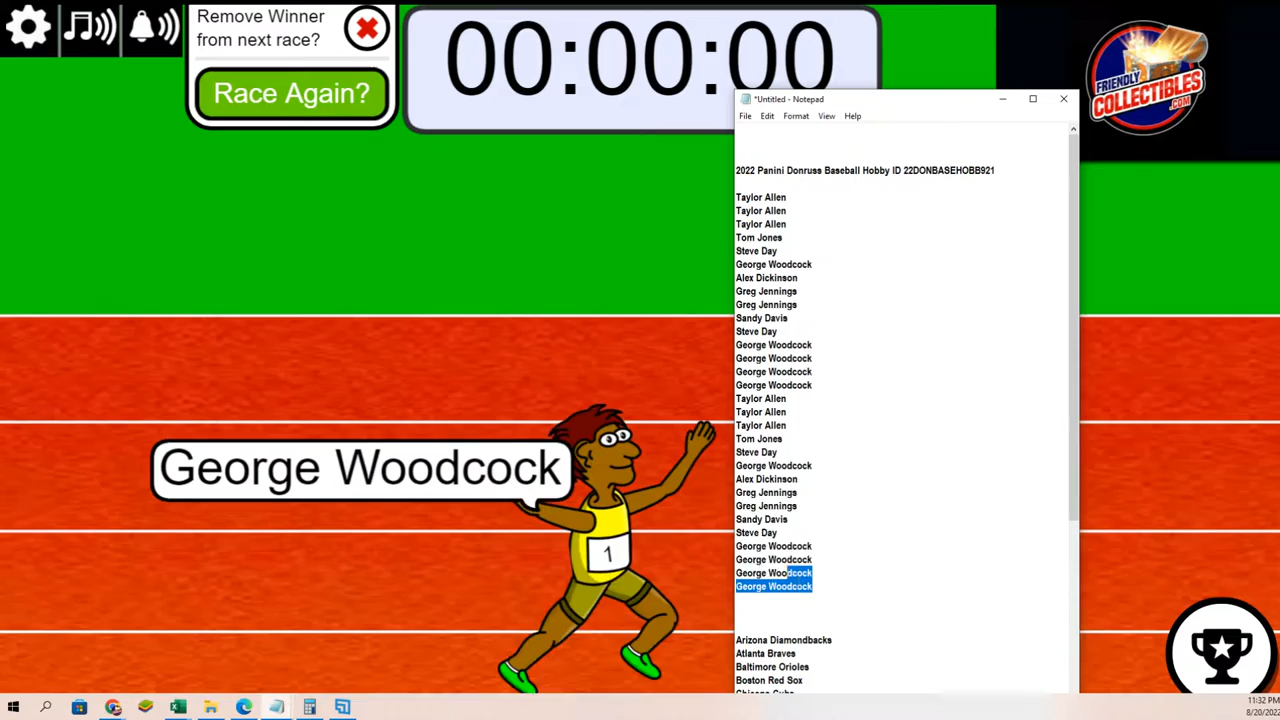 Remove Winner
from next race?
Race Again?
00:00:00
FRIENDLY
COLLECTIBLES
.COM
*Untitled - Notepad
File Edit Format View Help
2022 Panini Donruss Baseball Hobby ID 22DONBASEHOBB921
Taylor Allen
Taylor Allen
Taylor Allen
Tom Jones
Steve Day
George Woodcock
Alex Dickinson
Greg Jennings
Greg Jennings
Sandy Davis
Steve Day
George Woodcock
George Woodcock
George Woodcock
George Woodcock
Taylor Allen
Taylor Allen
Taylor Allen
Tom Jones
Steve Day
George Woodcock
Alex Dickinson
Greg Jennings
Greg Jennings
Sandy Davis
Steve Day
George Woodcock
George Woodcock
George Woodcock
George Woodcock
Arizona Diamondbacks
Atlanta Braves
Baltimore Orioles
Boston Red Sox
Chicago Cubs
George Woodcock
1
11:32 PM
8/20/2022